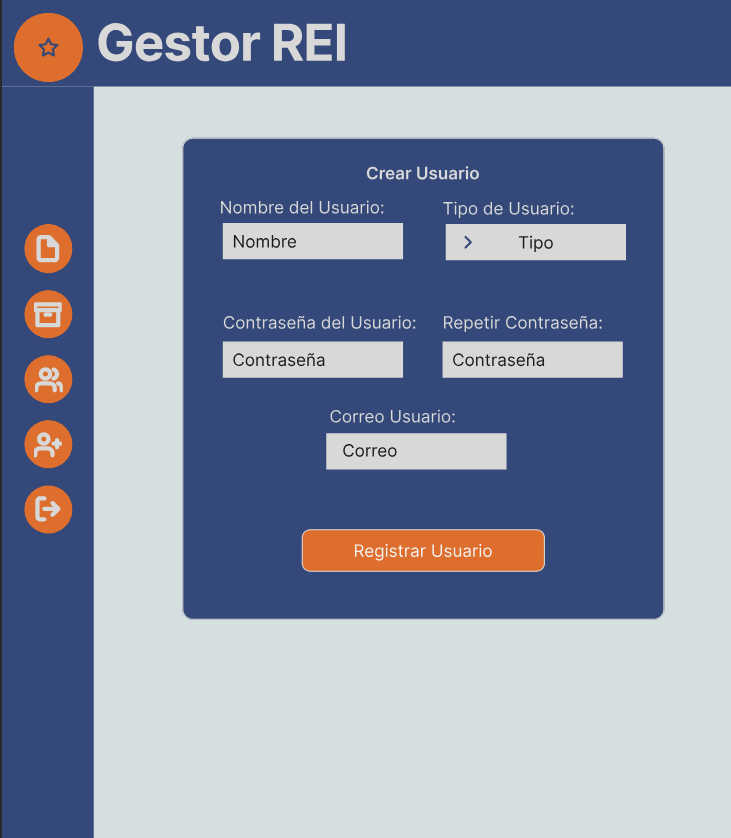 Gestor REI
Crear Usuario
Nombre del Usuario:
Tipo de Usuario:
Nombre
Tipo
Contraseña del Usuario:
Repetir Contraseña:
Contraseña
Contraseña
Correo Usuario:
Correo
Registrar Usuario